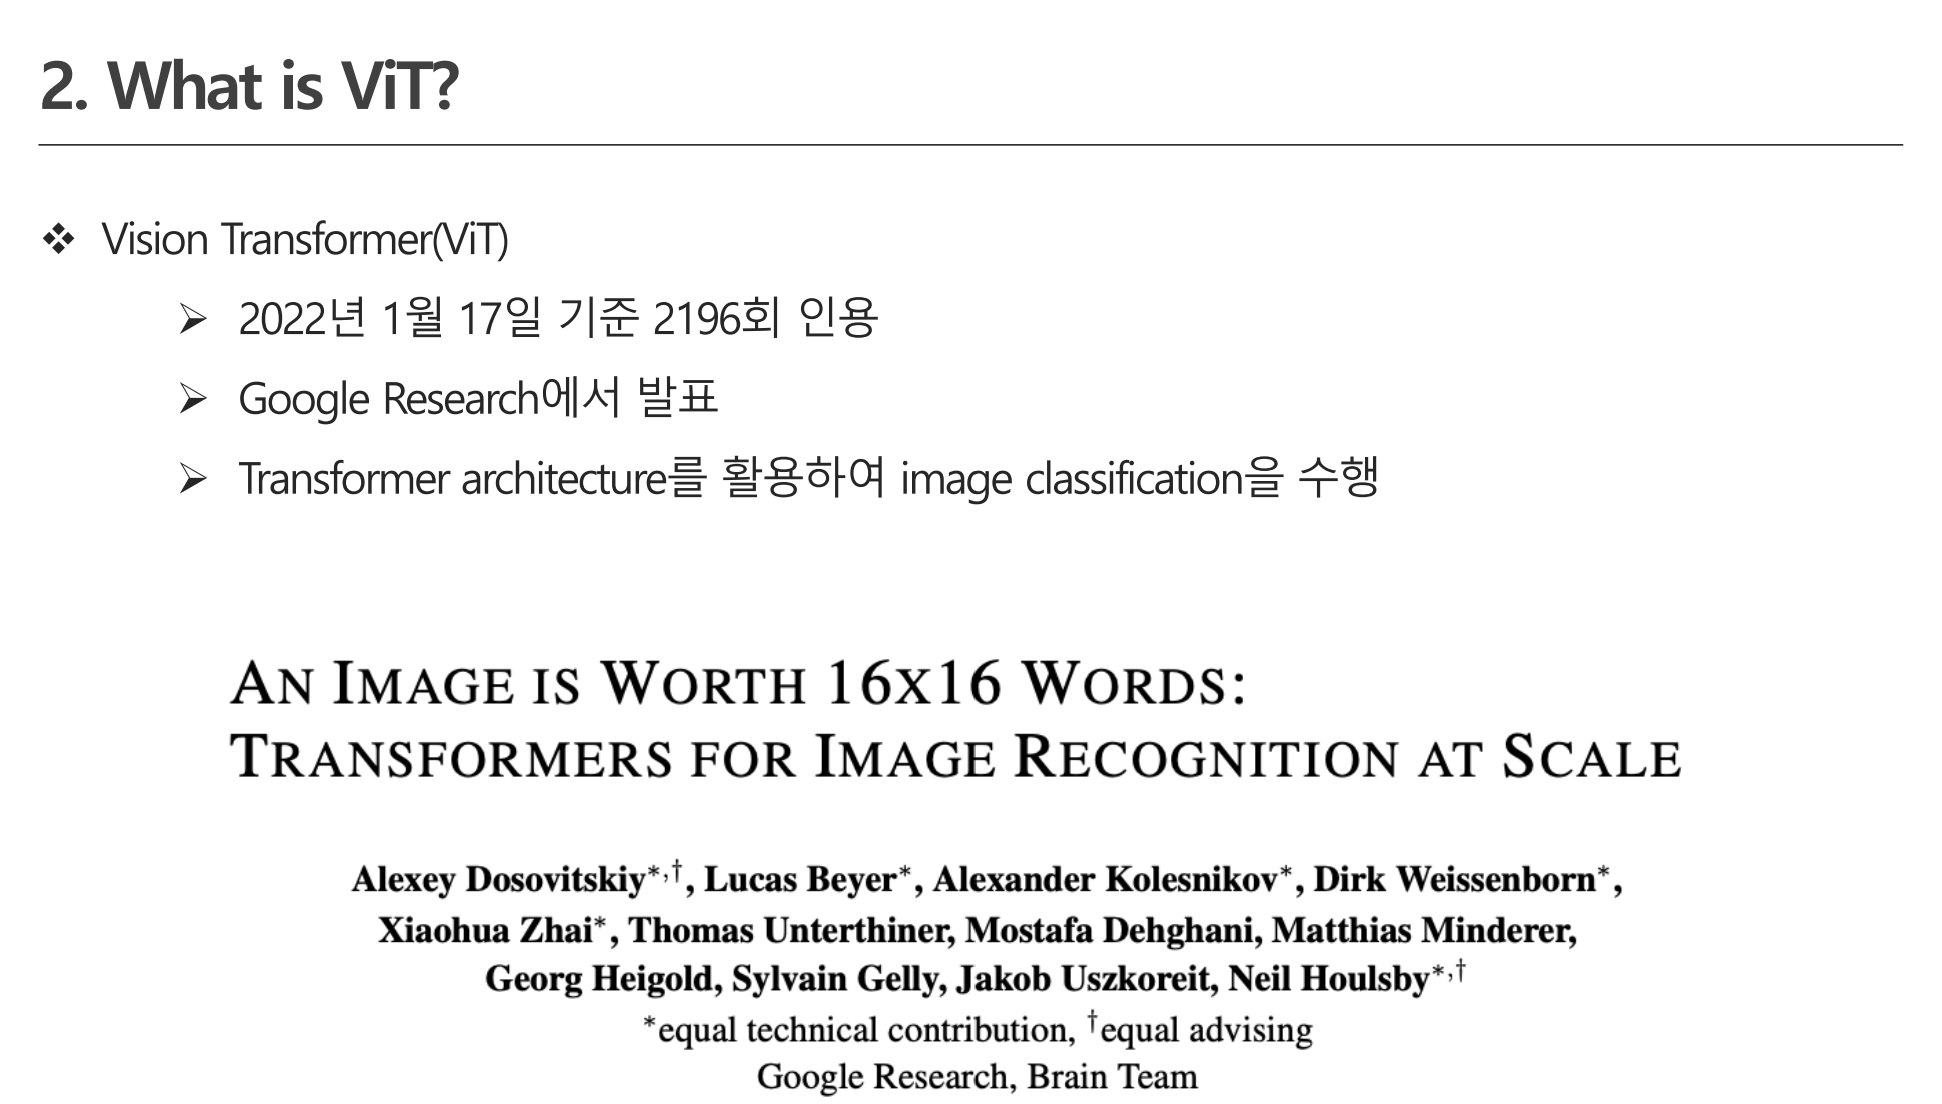 2. What is ViT?
❖ Vision Transformer(ViT)
➢ 2022년 1월 17일 기준 2196회 인용
➢ Google Research에서 발표
➢ Transformer architecture를 활용하여 image classification을 수행
AN IMAGE IS WORTH 16X16 WORDS:
TRANSFORMERS FOR IMAGE RECOGNITION AT SCALE
Alexey Dosovitskiy*,†, Lucas Beyer*, Alexander Kolesnikov*, Dirk Weissenborn*,
Xiaohua Zhai*, Thomas Unterthiner, Mostafa Dehghani, Matthias Minderer,
Georg Heigold, Sylvain Gelly, Jakob Uszkoreit, Neil Houlsby*,†
*equal technical contribution, †equal advising
Google Research, Brain Team